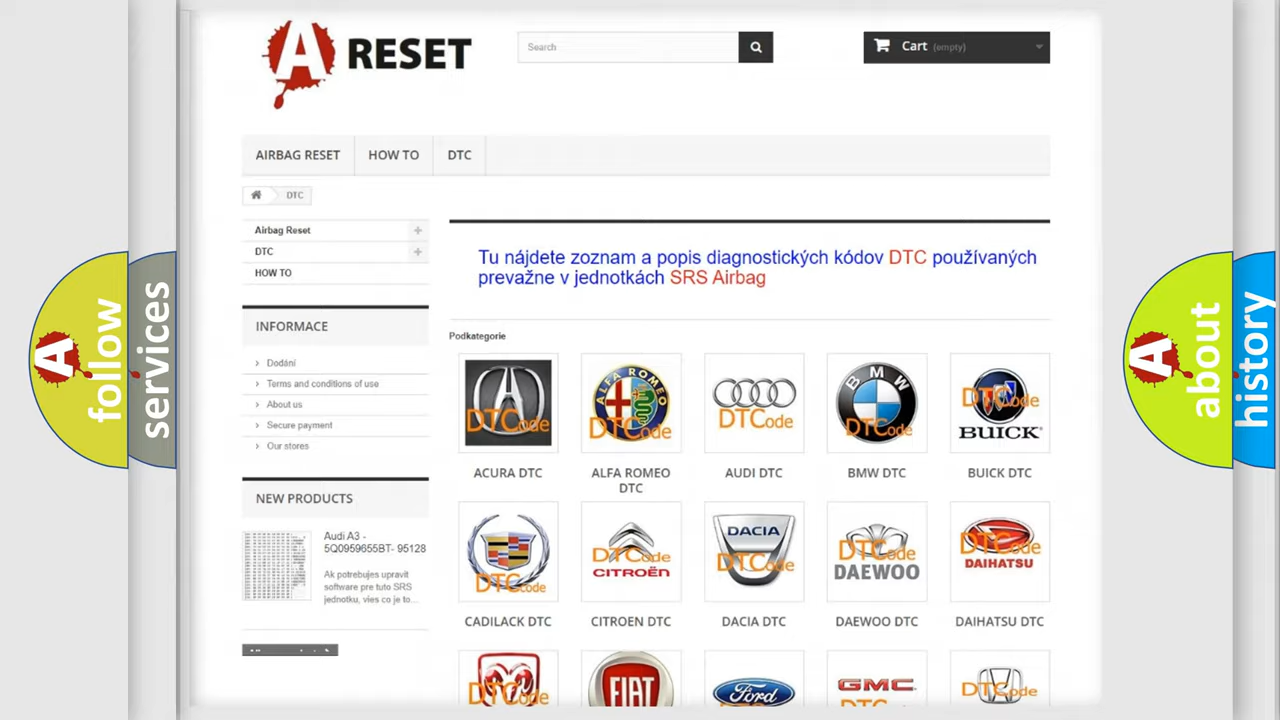 A RESET
Search
Cart (empty)
AIRBAG RESET
HOW TO
DTC
DTC
Airbag Reset
DTC
HOW TO
INFORMACE
Dodání
Terms and conditions of use
About us
Secure payment
Our stores
NEW PRODUCTS
Audi A3 -
5Q0959655BT- 95128
Ak potrebujes upravit
software pre tuto SRS
jednotku, vies co je to...
Tu nájdete zoznam a popis diagnostických kódov DTC používaných
prevažne v jednotkách SRS Airbag
Podkategorie
DTCode
ALFA ROMEO
DTCode
DTCode
BMW
DTCode
DTCode
BUICK
ACURA DTC
ALFA ROMEO
DTC
AUDI DTC
BMW DTC
BUICK DTC
DTCode
DTCode
CITROËN
DACIA
DTCode
DTCode
DAEWOO
DTCode
DAIHATSU
CADILACK DTC
CITROEN DTC
DACIA DTC
DAEWOO DTC
DAIHATSU DTC
DTCode
FIAT
Ford
GMC
DTCode
A follow
services
A about
history